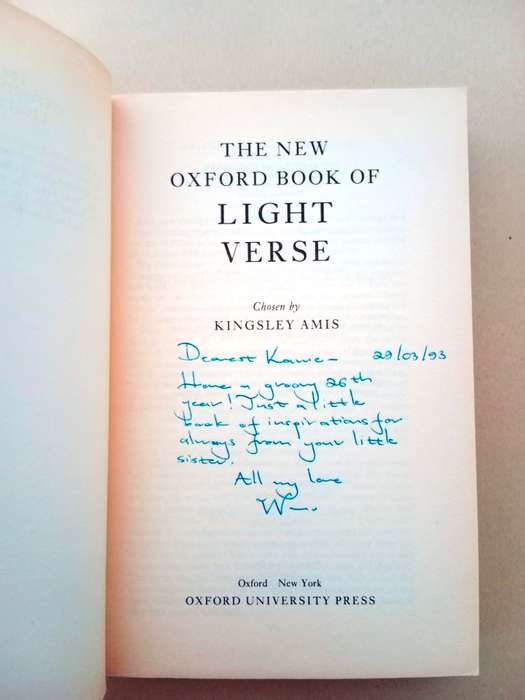 THE NEW
OXFORD BOOK OF
LIGHT
VERSE
Chosen by
KINGSLEY AMIS
Dearest – 29/03/93
Have a groovy 26th
year! Just a little
book of inspirations for
always from your little
sister.
All my love
Oxford New York
OXFORD UNIVERSITY PRESS